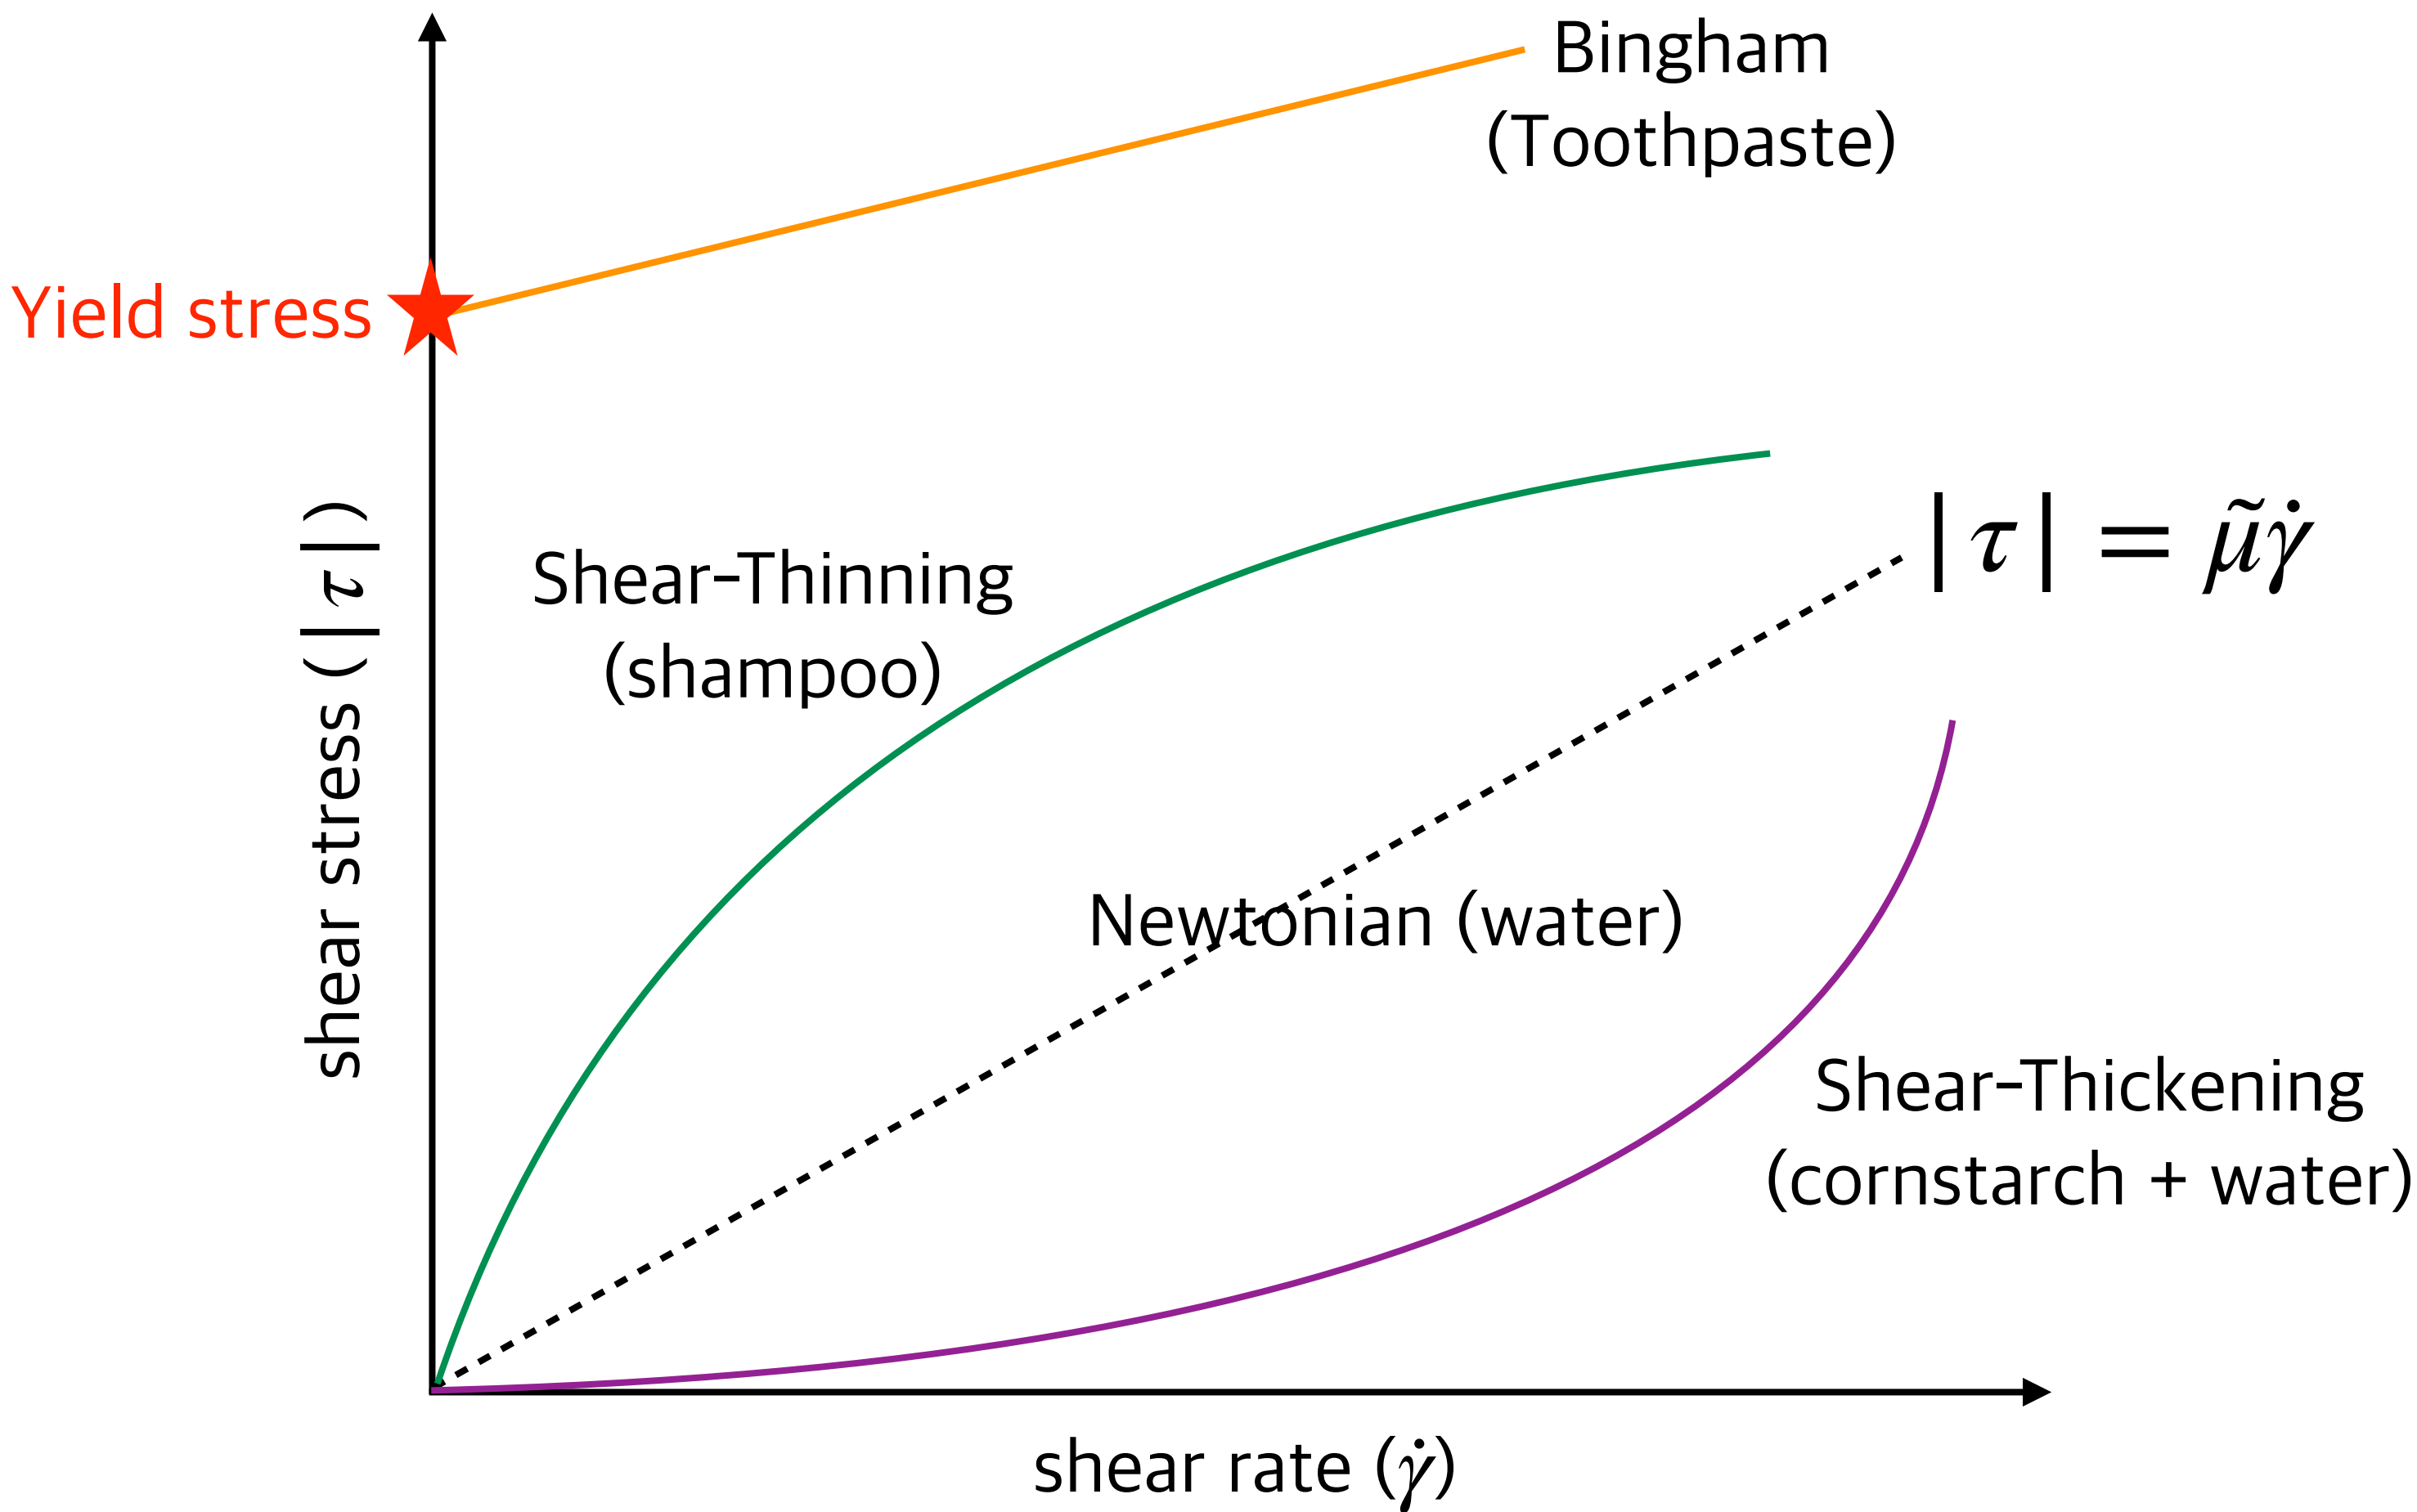 Bingham
(Toothpaste)
Yield stress
|τ| = μ̃γ̇
Shear-Thinning
(shampoo)
shear stress (|τ|)
Newtonian (water)
Shear-Thickening
(cornstarch + water)
shear rate (γ̇)